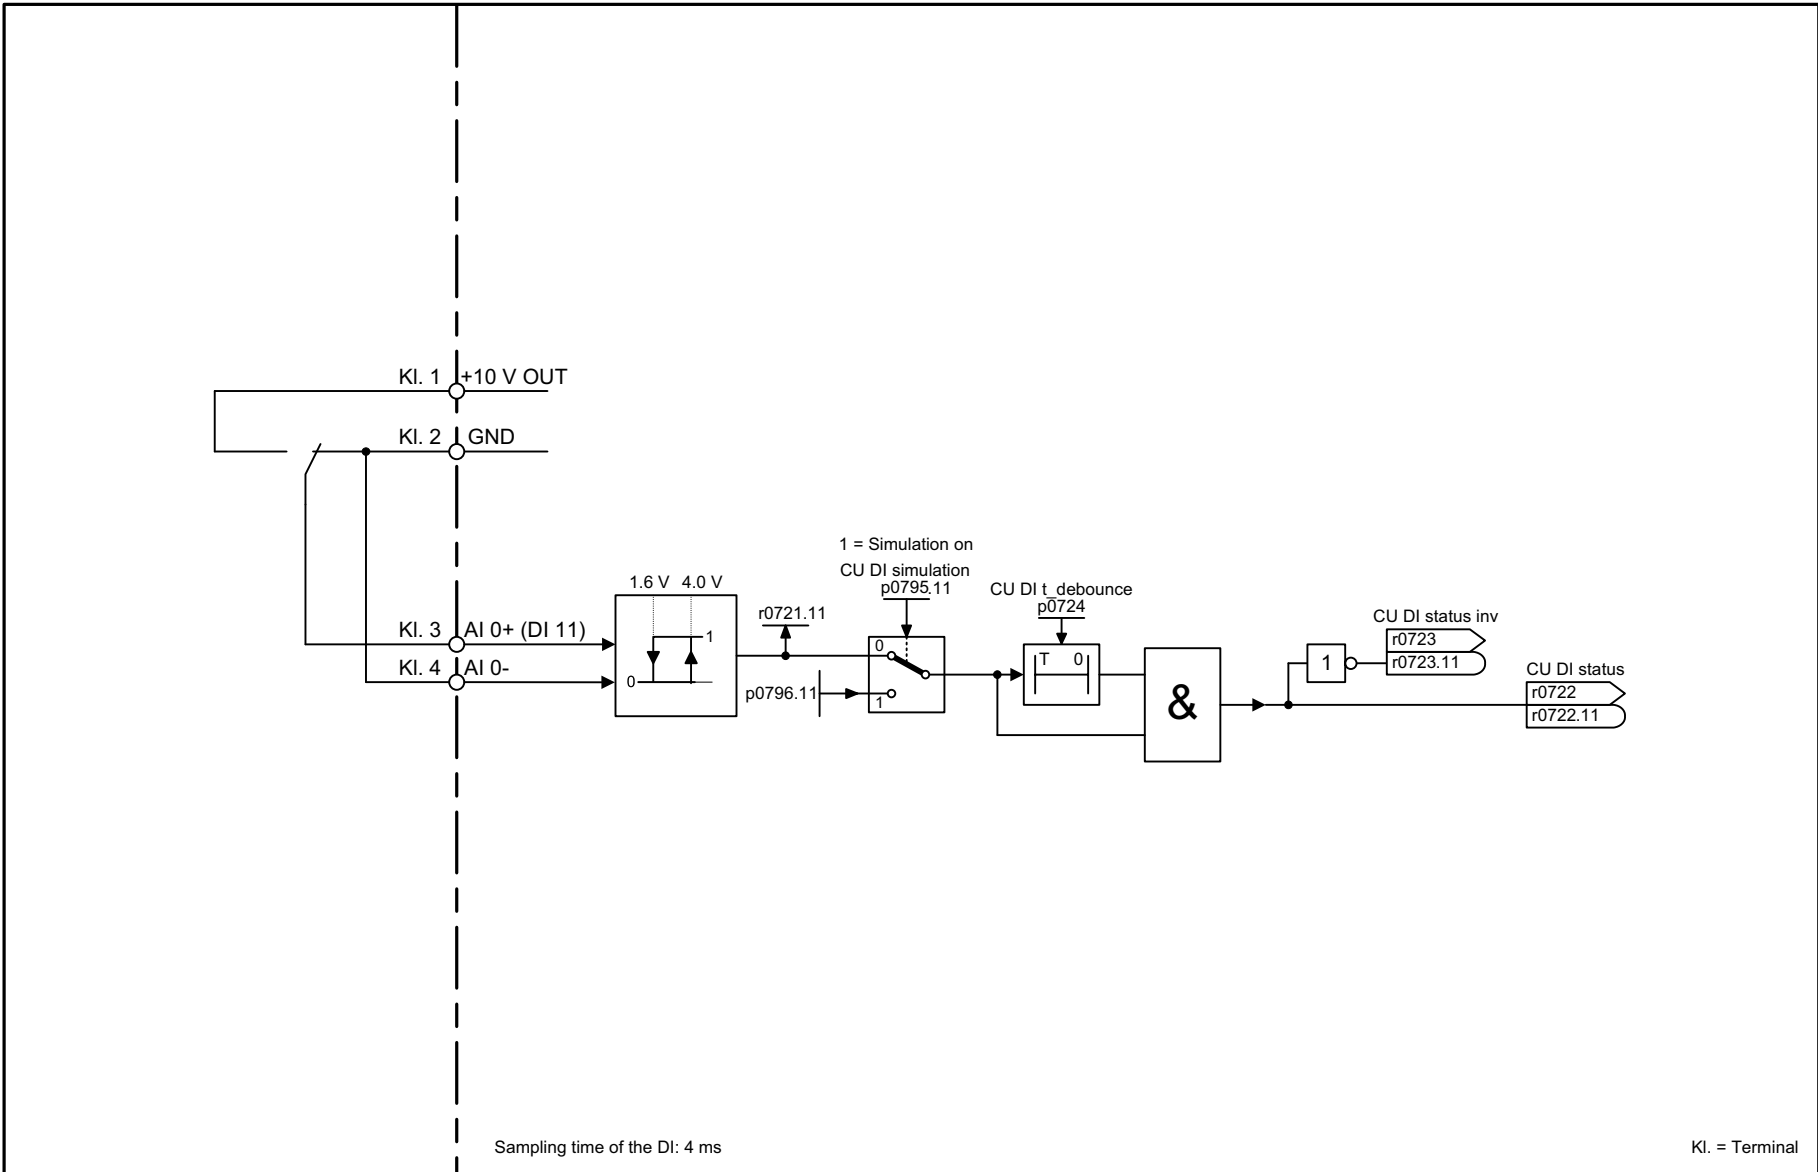 Kl. 1 +10 V OUT
Kl. 2 GND
1 = Simulation on
CU DI simulation
p0795.11
1.6 V 4.0 V
CU DI t_debounce
p0724
r0721.11
CU DI status inv
Kl. 3 AI 0+ (DI 11)
1
0
T 0
r0723
1
r0723.11
Kl. 4 AI 0-
CU DI status
0
p0796.11
1
&
r0722
r0722.11
Sampling time of the DI: 4 ms
Kl. = Terminal